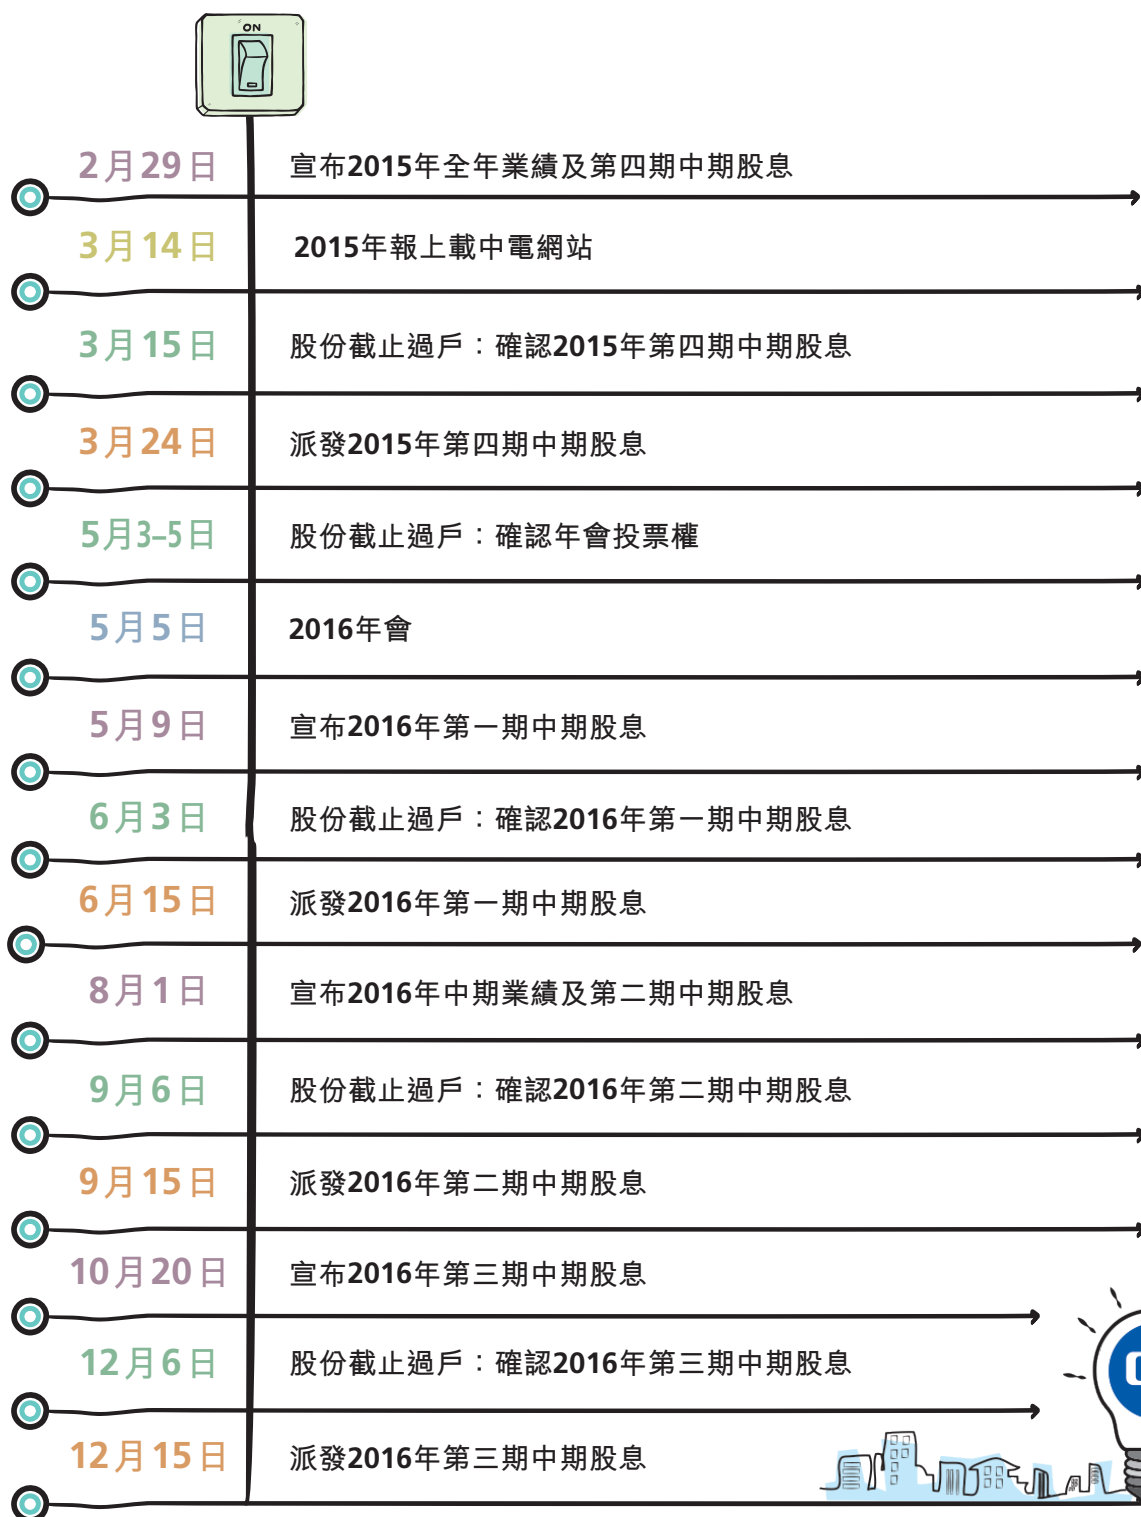 ON
2月29日 宣布2015年全年業績及第四期中期股息
3月14日 2015年報上載中電網站
3月15日 股份截止過戶：確認2015年第四期中期股息
3月24日 派發2015年第四期中期股息
5月3–5日 股份截止過戶：確認年會投票權
5月5日 2016年會
5月9日 宣布2016年第一期中期股息
6月3日 股份截止過戶：確認2016年第一期中期股息
6月15日 派發2016年第一期中期股息
8月1日 宣布2016年中期業績及第二期中期股息
9月6日 股份截止過戶：確認2016年第二期中期股息
9月15日 派發2016年第二期中期股息
10月20日 宣布2016年第三期中期股息
12月6日 股份截止過戶：確認2016年第三期中期股息
12月15日 派發2016年第三期中期股息